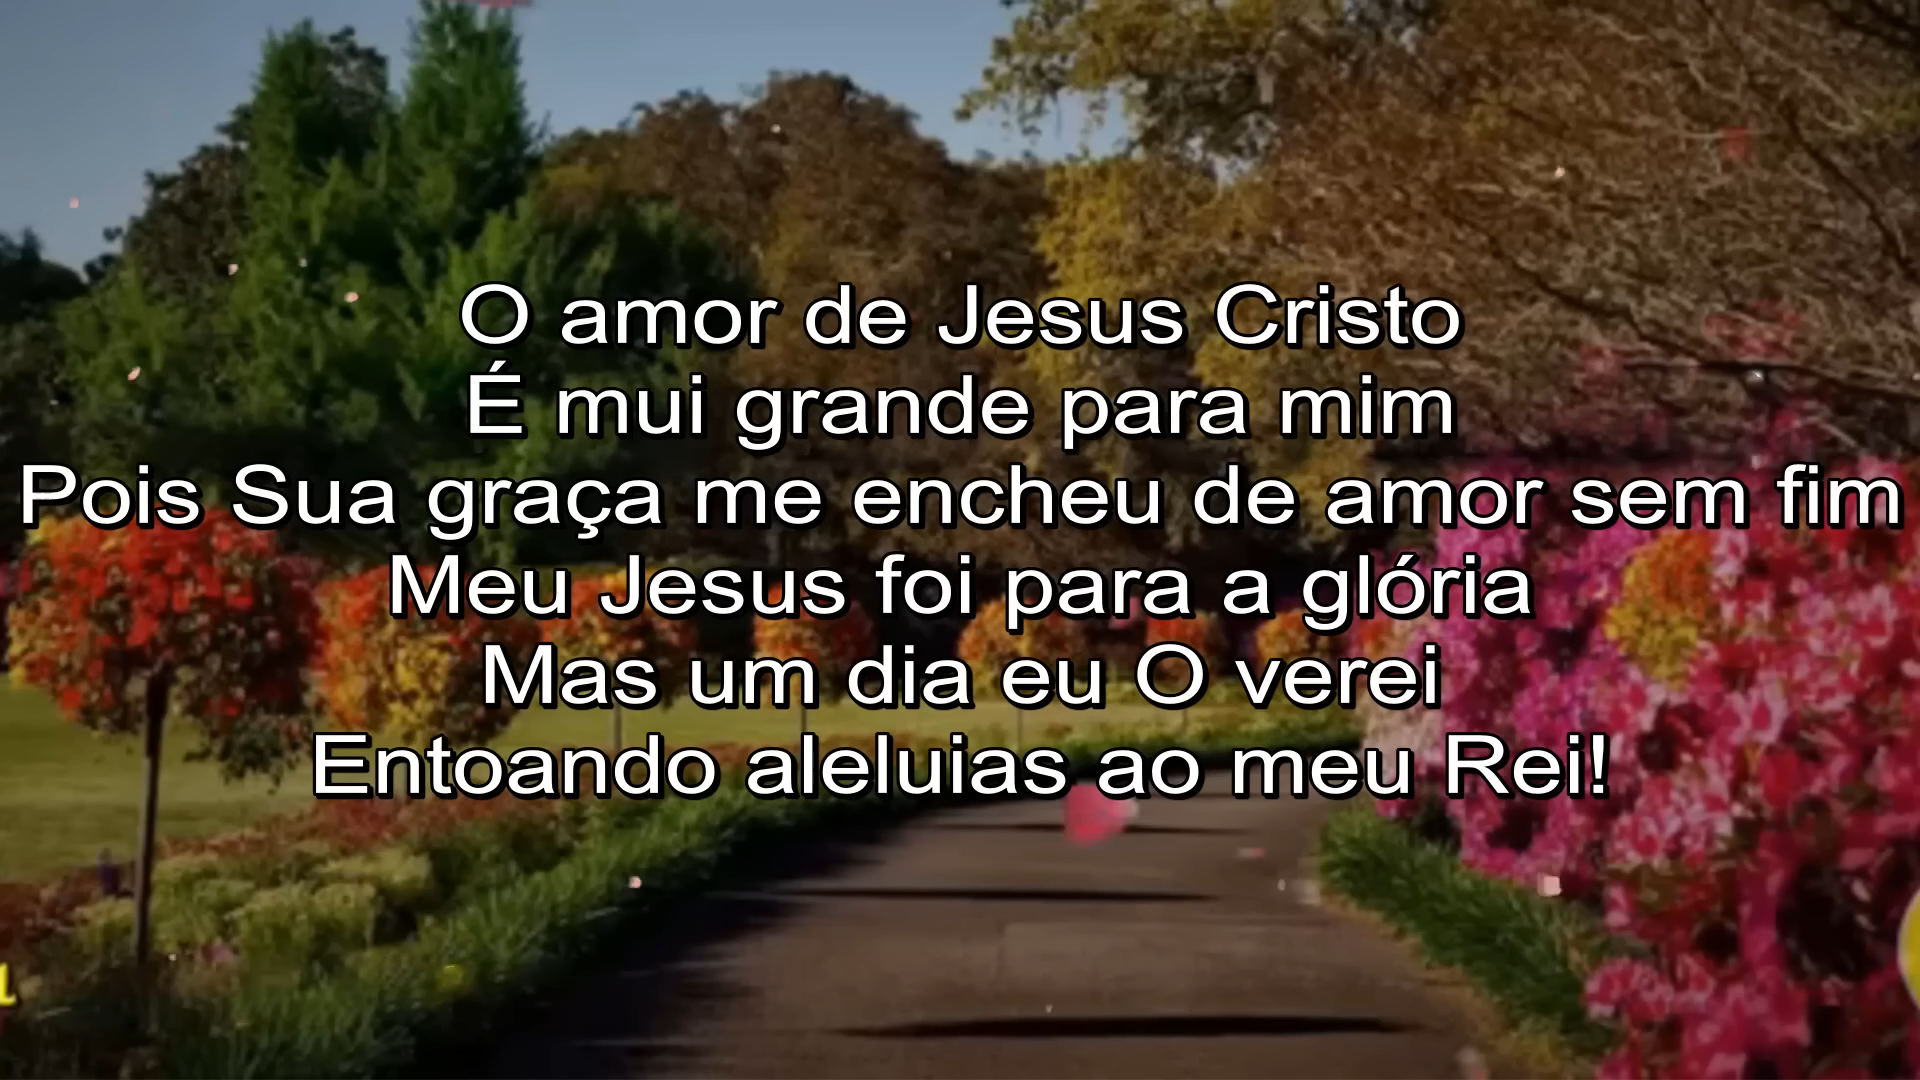 O amor de Jesus Cristo
É mui grande para mim
Pois Sua graça me encheu de amor sem fim
Meu Jesus foi para a glória
Mas um dia eu O verei
Entoando aleluias ao meu Rei!